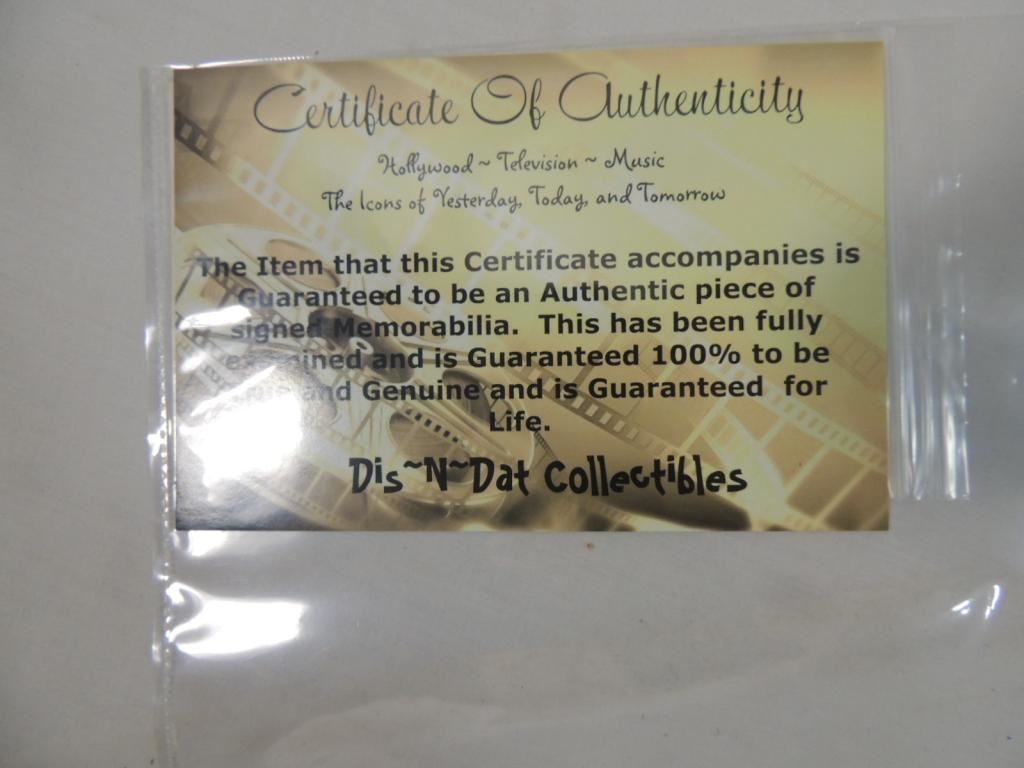 Certificate Of Authenticity
Hollywood ~ Television ~ Music
The Icons of Yesterday, Today, and Tomorrow
The Item that this Certificate accompanies is
Guaranteed to be an Authentic piece of
signed Memorabilia. This has been fully
examined and is Guaranteed 100% to be
and Genuine and is Guaranteed for
Life.
Dis~N~Dat Collectibles